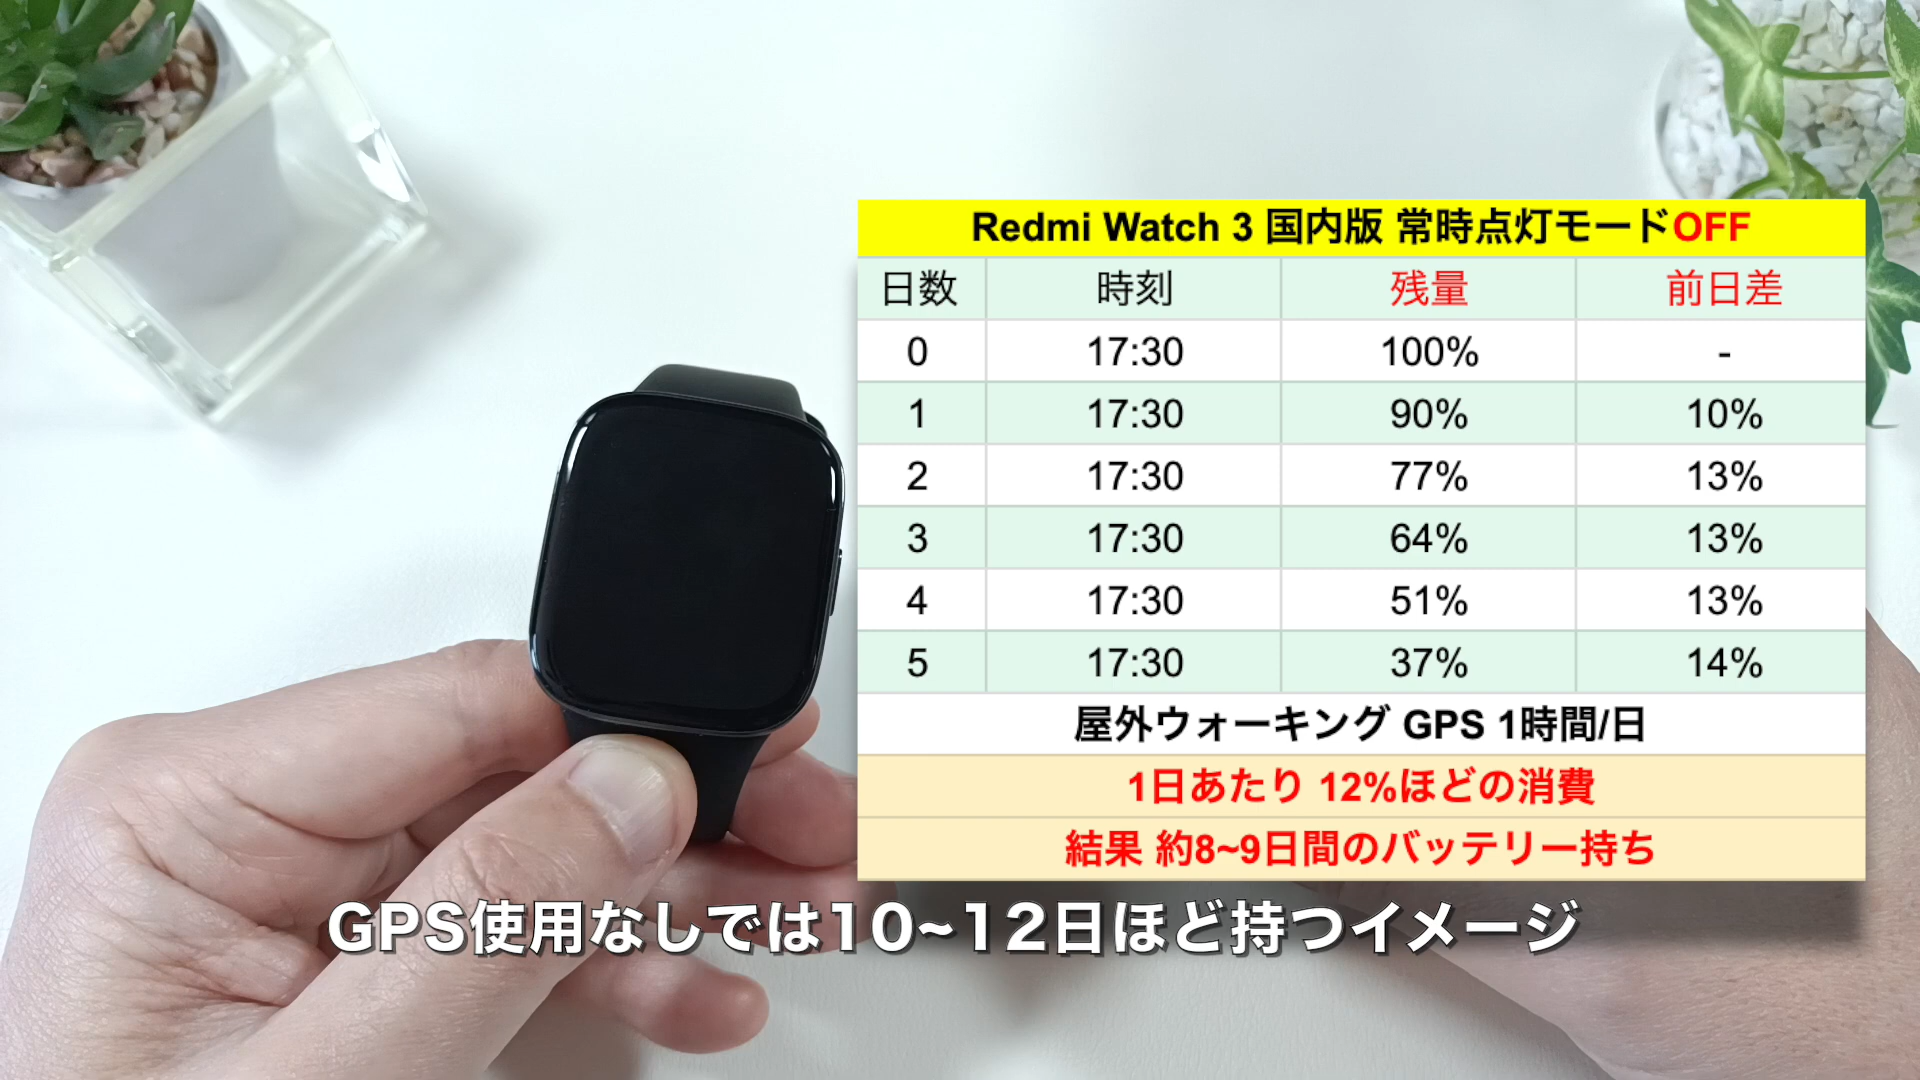 Redmi Watch 3 国内版 常時点灯モードOFF
日数 時刻 残量 前日差
0 17:30 100% -
1 17:30 90% 10%
2 17:30 77% 13%
3 17:30 64% 13%
4 17:30 51% 13%
5 17:30 37% 14%
屋外ウォーキング GPS 1時間/日
1日あたり 12%ほどの消費
結果 約8~9日間のバッテリー持ち
GPS使用なしでは10~12日ほど持つイメージ